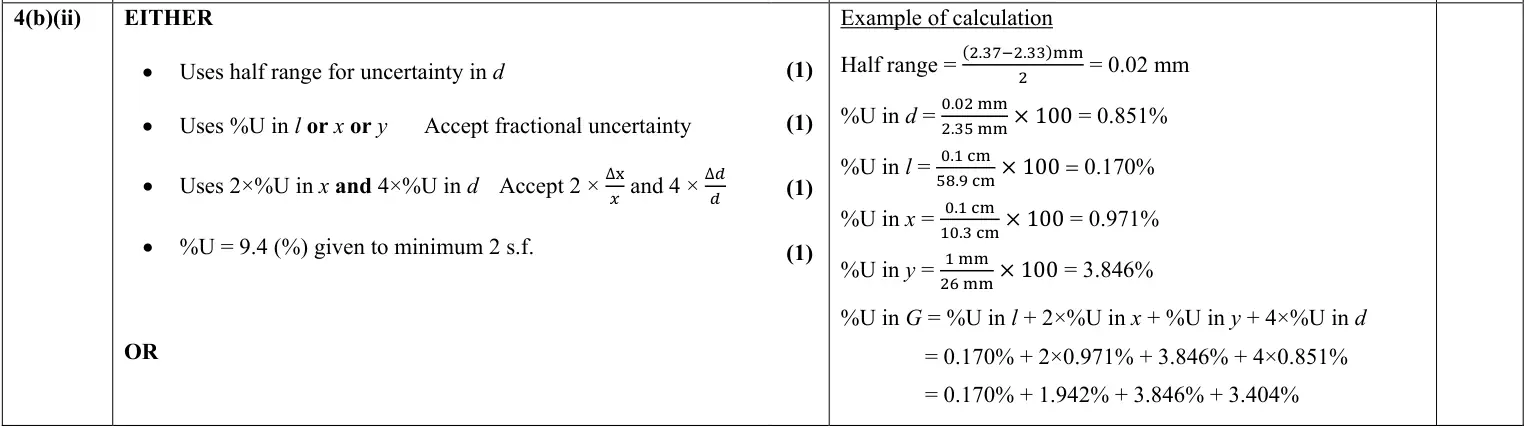 4(b)(ii)
EITHER
• Uses half range for uncertainty in d (1)
• Uses %U in l or x or y Accept fractional uncertainty (1)
• Uses 2×%U in x and 4×%U in d Accept 2 × Δx/x and 4 × Δd/d (1)
• %U = 9.4 (%) given to minimum 2 s.f. (1)
OR
Example of calculation
Half range = (2.37−2.33)mm/2 = 0.02 mm
%U in d = 0.02 mm/2.35 mm × 100 = 0.851%
%U in l = 0.1 cm/58.9 cm × 100 = 0.170%
%U in x = 0.1 cm/10.3 cm × 100 = 0.971%
%U in y = 1 mm/26 mm × 100 = 3.846%
%U in G = %U in l + 2×%U in x + %U in y + 4×%U in d
= 0.170% + 2×0.971% + 3.846% + 4×0.851%
= 0.170% + 1.942% + 3.846% + 3.404%